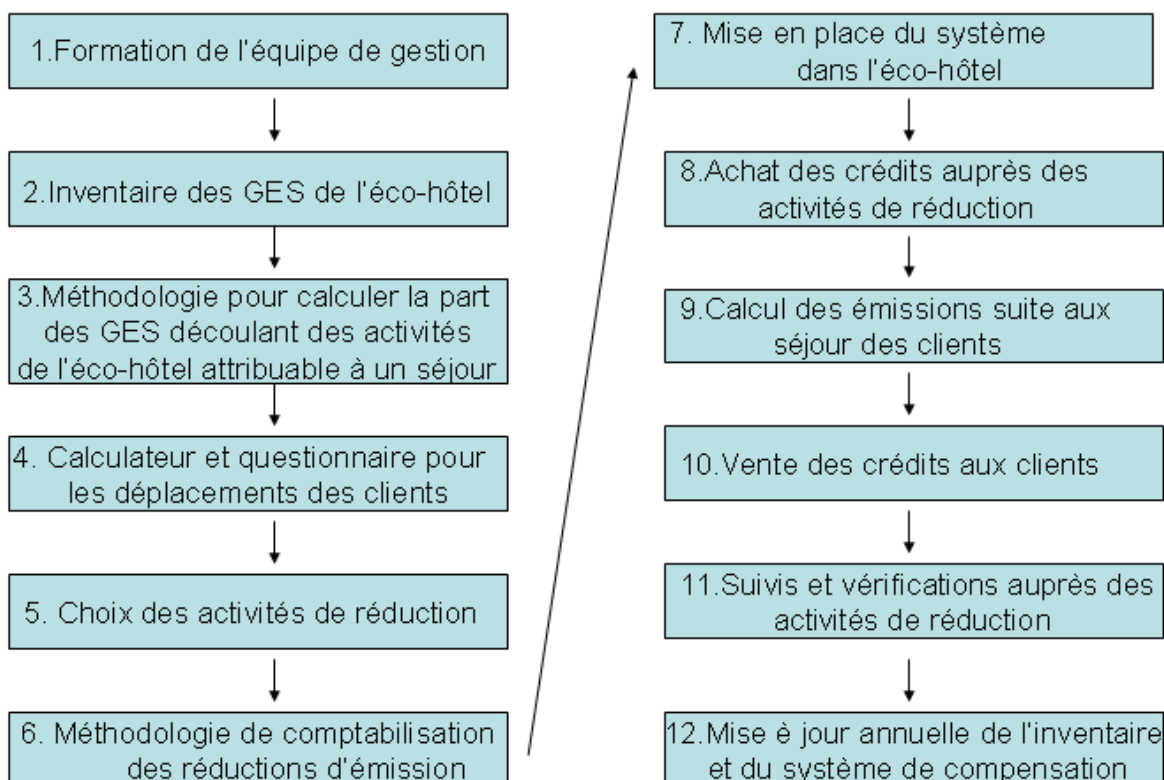 1.Formation de l'équipe de gestion
2.Inventaire des GES de l'éco-hôtel
3.Méthodologie pour calculer la part
des GES découlant des activités
de l'éco-hôtel attribuable à un séjour
4. Calculateur et questionnaire pour
les déplacements des clients
5. Choix des activités de réduction
6. Méthodologie de comptabilisation
des réductions d'émission
7. Mise en place du système
dans l'éco-hôtel
8.Achat des crédits auprès des
activités de réduction
9.Calcul des émissions suite aux
séjour des clients
10.Vente des crédits aux clients
11.Suivis et vérifications auprès des
activités de réduction
12.Mise è jour annuelle de l'inventaire
et du système de compensation